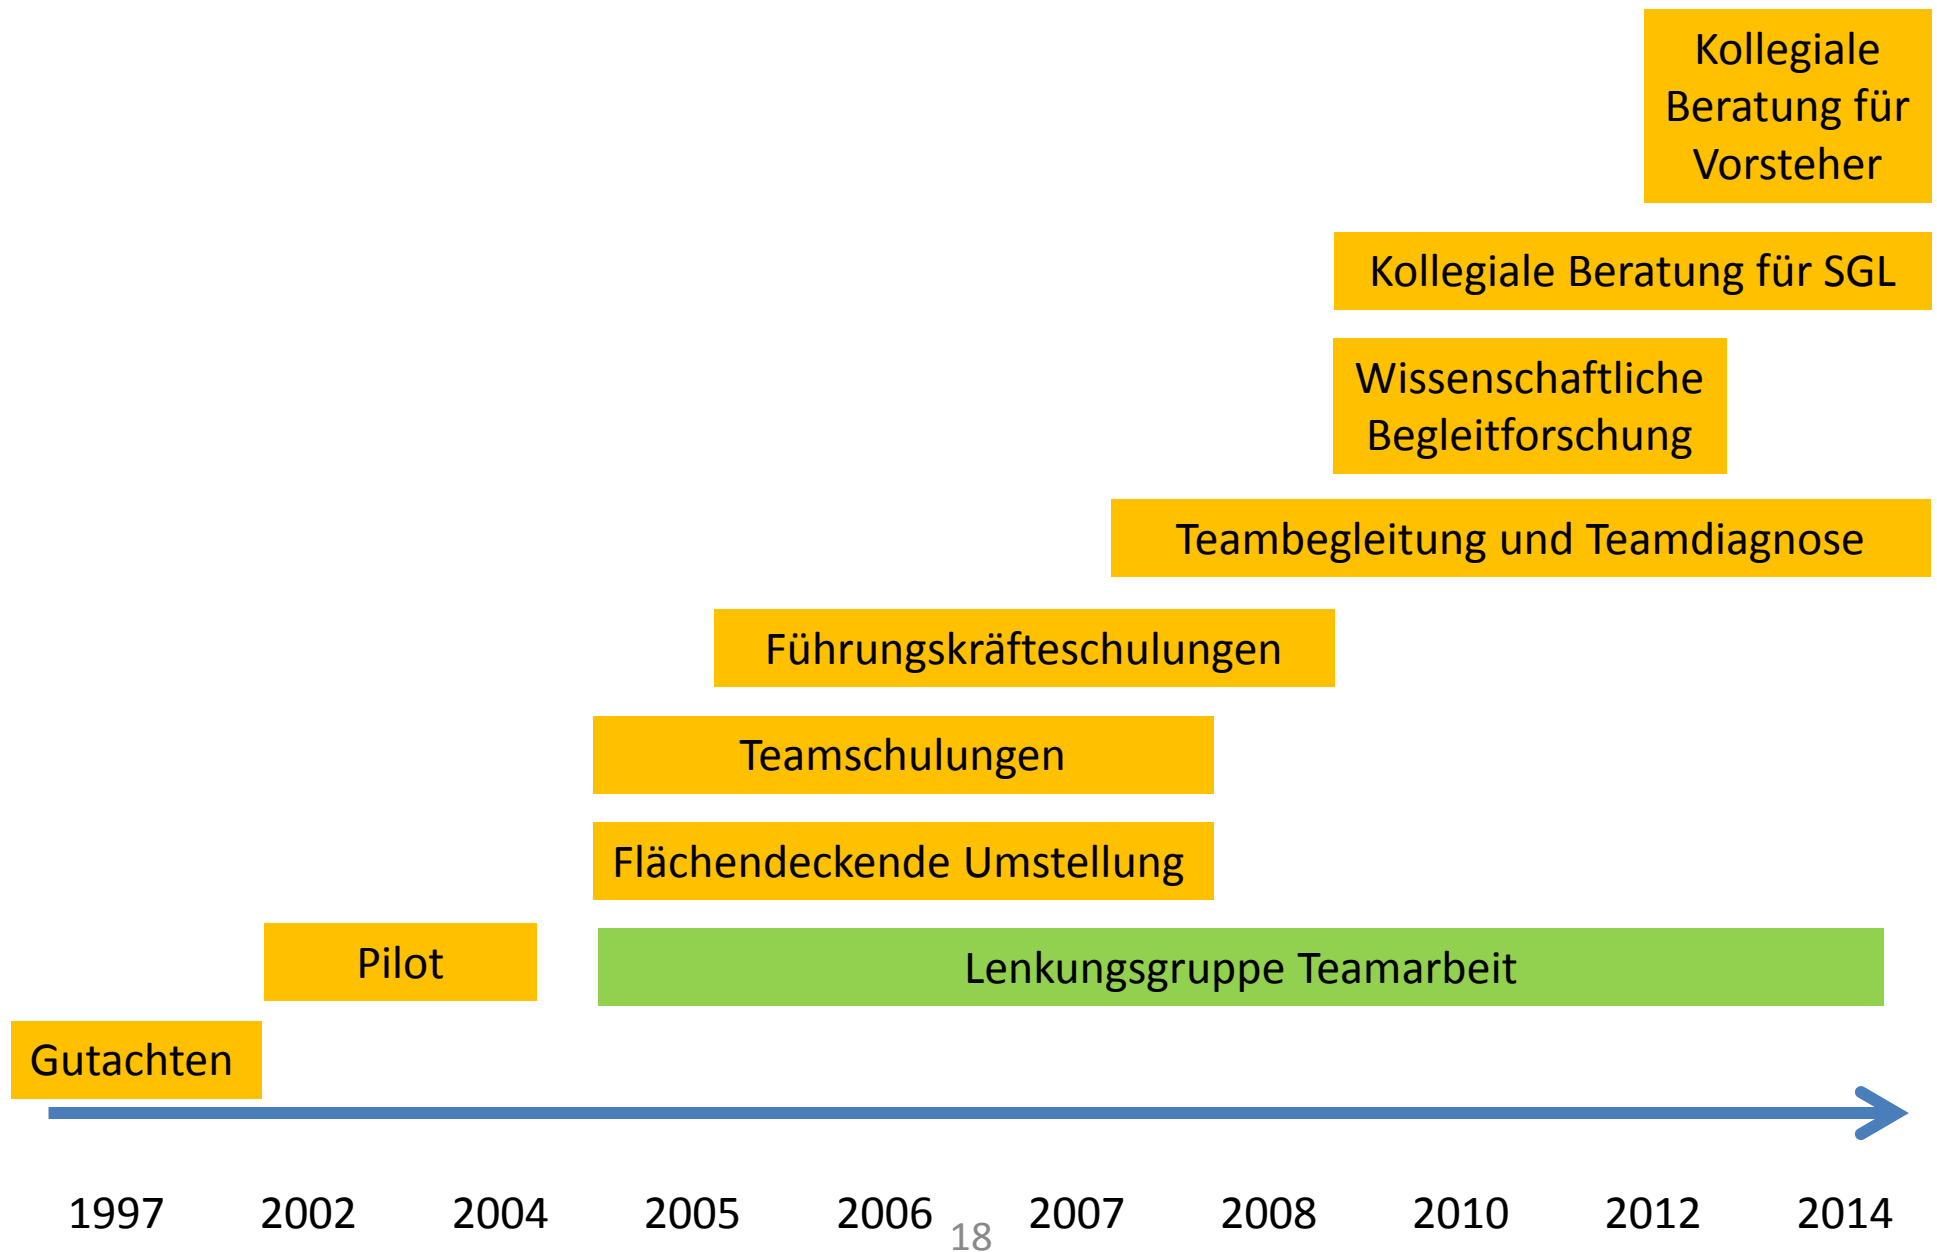 Kollegiale
Beratung für
Vorsteher
Kollegiale Beratung für SGL
Wissenschaftliche
Begleitforschung
Teambegleitung und Teamdiagnose
Führungskräfteschulungen
Teamschulungen
Flächendeckende Umstellung
Pilot
Lenkungsgruppe Teamarbeit
Gutachten
1997 2002 2004 2005 2006 2007 2008 2010 2012 2014
18